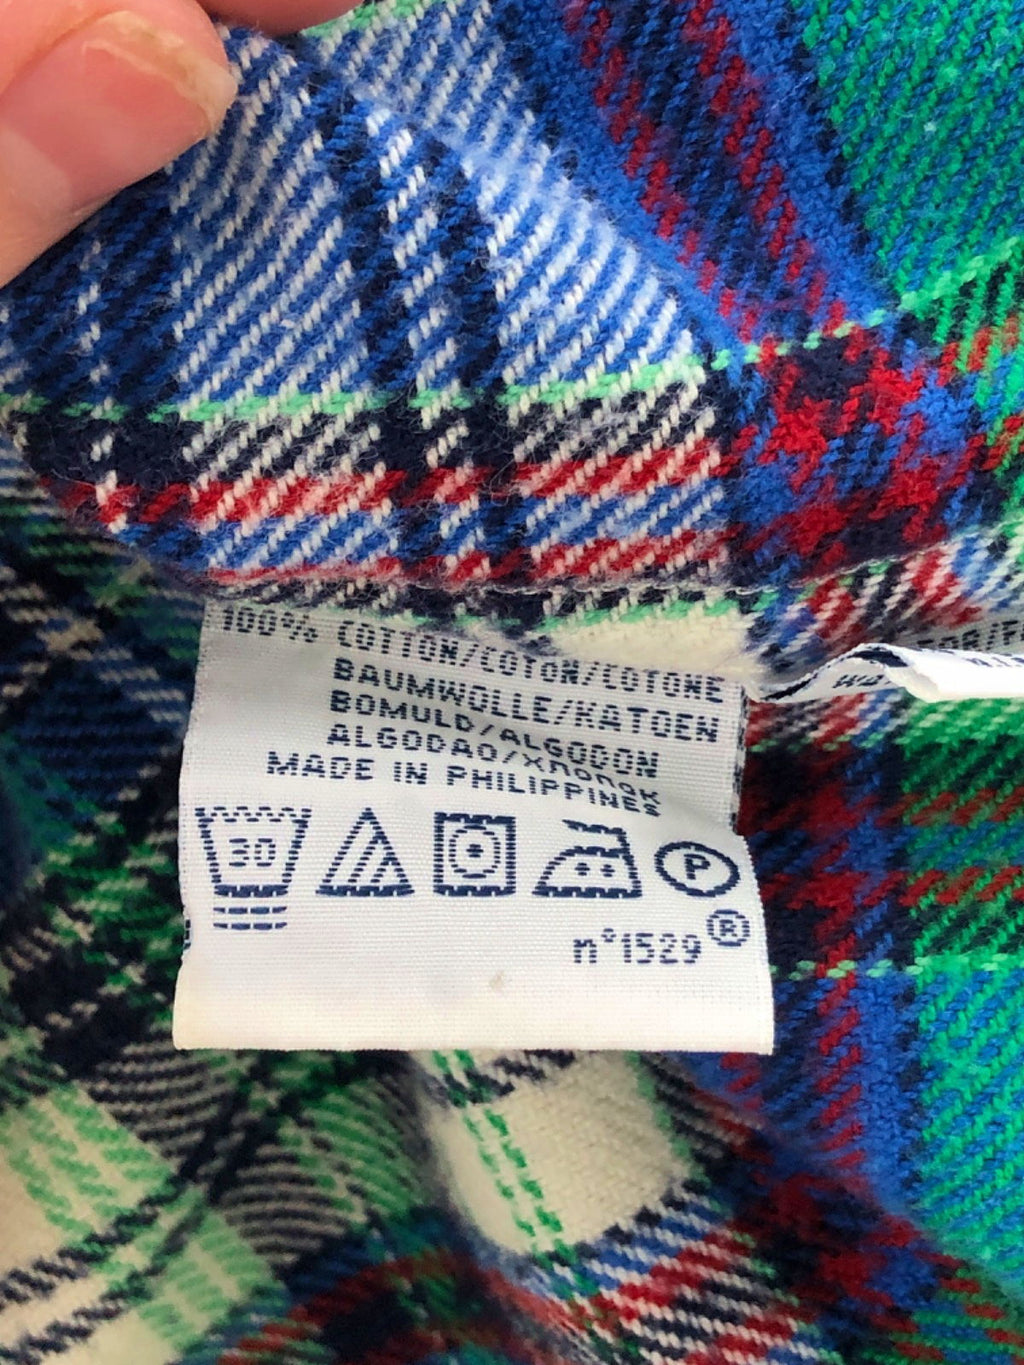 100% COTTON/COTON/COTONE
BAUMWOLLE/KATOEN
BOMULD/ALGODON
ALGODAO/ХЛОПОК
MADE IN PHILIPPINES
30
P
n°1529®